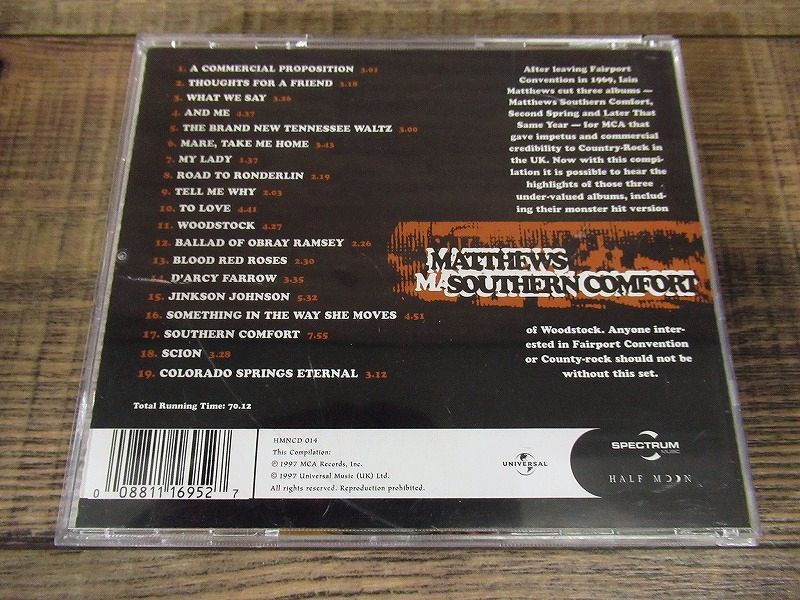 1. A COMMERCIAL PROPOSITION 3.01
2. THOUGHTS FOR A FRIEND 3.18
3. WHAT WE SAY 3.26
4. AND ME 4.37
5. THE BRAND NEW TENNESSEE WALTZ 3.00
6. MARE, TAKE ME HOME 3.43
7. MY LADY 1.37
8. ROAD TO RONDERLIN 2.19
9. TELL ME WHY 2.03
10. TO LOVE 4.41
11. WOODSTOCK 4.27
12. BALLAD OF OBRAY RAMSEY 2.26
13. BLOOD RED ROSES 2.30
14. D'ARCY FARROW 3.35
15. JINKSON JOHNSON 5.32
16. SOMETHING IN THE WAY SHE MOVES 4.51
17. SOUTHERN COMFORT 7.55
18. SCION 3.28
19. COLORADO SPRINGS ETERNAL 3.12
Total Running Time: 70.12
After leaving Fairport
Convention in 1969, Iain
Matthews cut three albums —
Matthews Southern Comfort,
Second Spring and Later That
Same Year — for MCA that
gave impetus and commercial
credibility to Country-Rock in
the UK. Now with this compi-
lation it is possible to hear the
highlights of those three
under-valued albums, includ-
ing their monster hit version
MATTHEWS
MA SOUTHERN COMFORT
of Woodstock. Anyone inter-
ested in Fairport Convention
or County-rock should not be
without this set.
0 08811 16952 7
HMNCD 014
This Compilation:
℗ 1997 MCA Records, Inc.
© 1997 Universal Music (UK) Ltd.
All rights reserved. Reproduction prohibited.
UNIVERSAL
SPECTRUM
MUSIC
HALF MOON